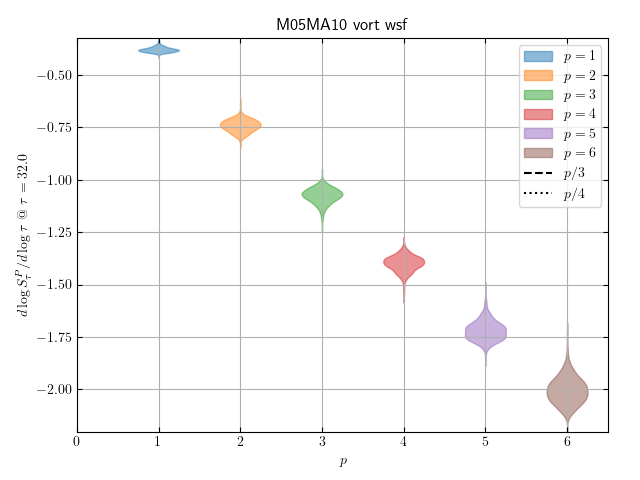 M05MA10 vort wsf
−0.50
−0.75
−1.00
−1.25
−1.50
−1.75
−2.00
0 1 2 3 4 5 6
p
d log S_τ^P / d log τ @ τ = 32.0
p = 1
p = 2
p = 3
p = 4
p = 5
p = 6
p/3
p/4